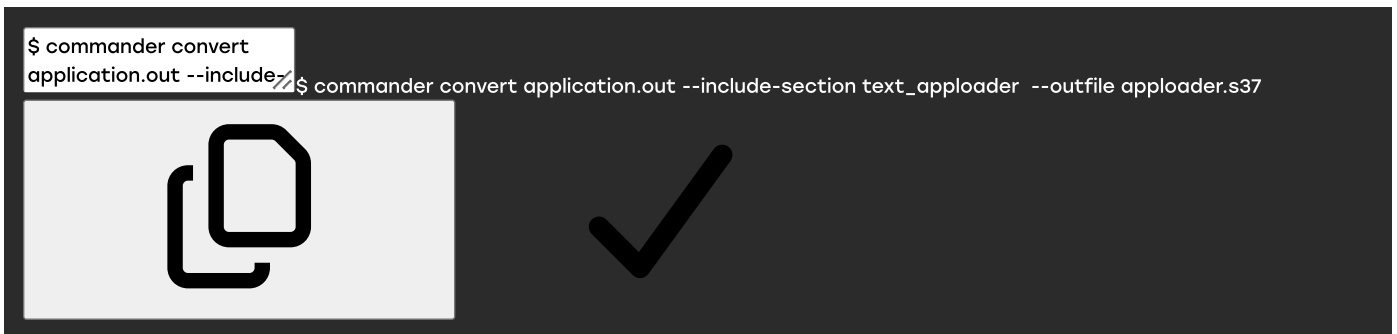 $ commander convert
application.out --include-
$ commander convert application.out --include-section text_apploader  --outfile apploader.s37